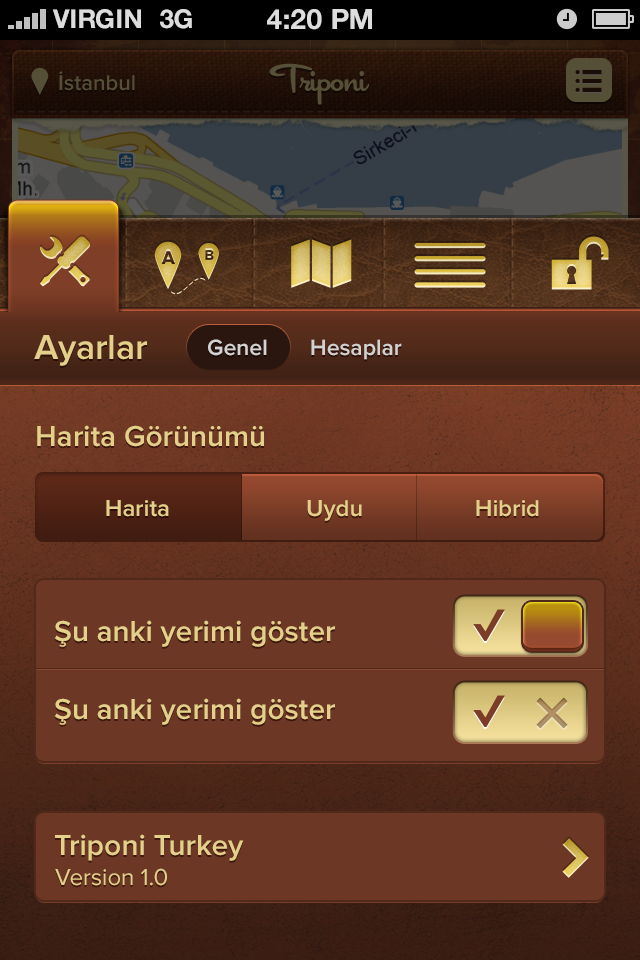 VIRGIN 3G 4:20 PM
İstanbul Triponi
m
lh.
Sirkeci-
A B
Ayarlar Genel Hesaplar
Harita Görünümü
Harita Uydu Hibrid
Şu anki yerimi göster
Şu anki yerimi göster
Triponi Turkey
Version 1.0